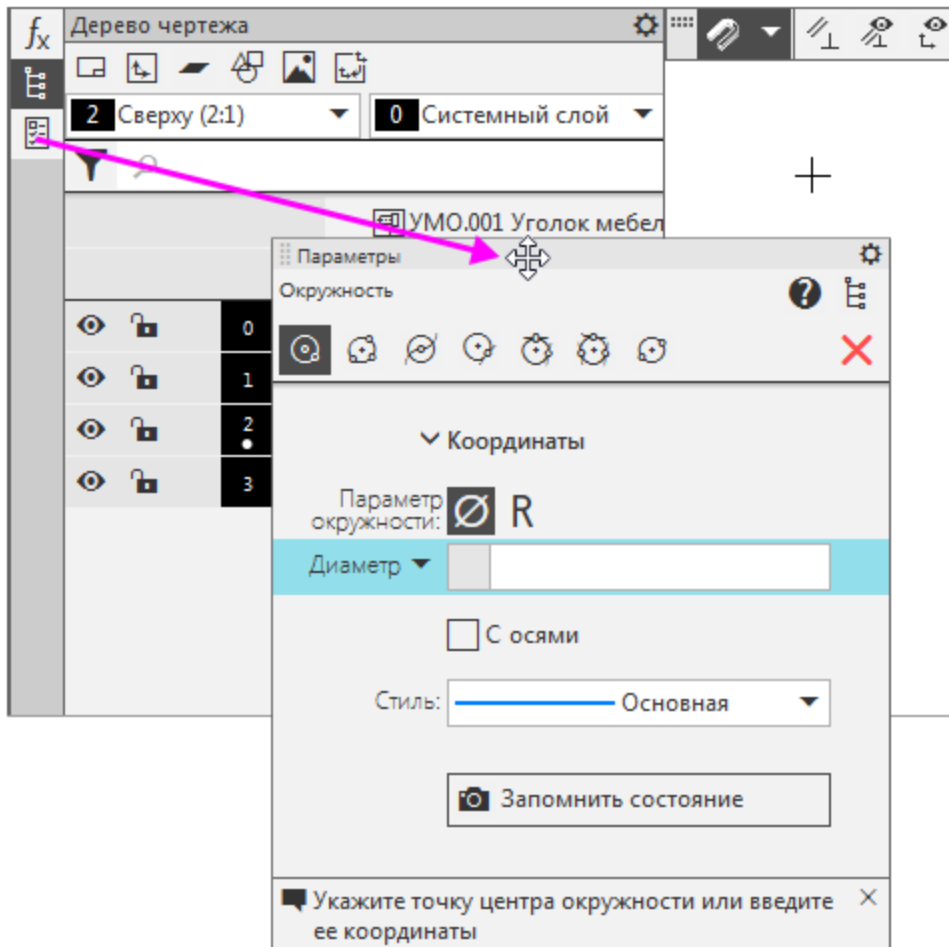 fx
Дерево чертежа
2 Сверху (2:1)
0 Системный слой
УМО.001 Уголок мебел
Параметры
Окружность
0
1
2
3
Координаты
Параметр
окружности:
R
Диаметр
С осями
Стиль:
Основная
Запомнить состояние
Укажите точку центра окружности или введите
ее координаты